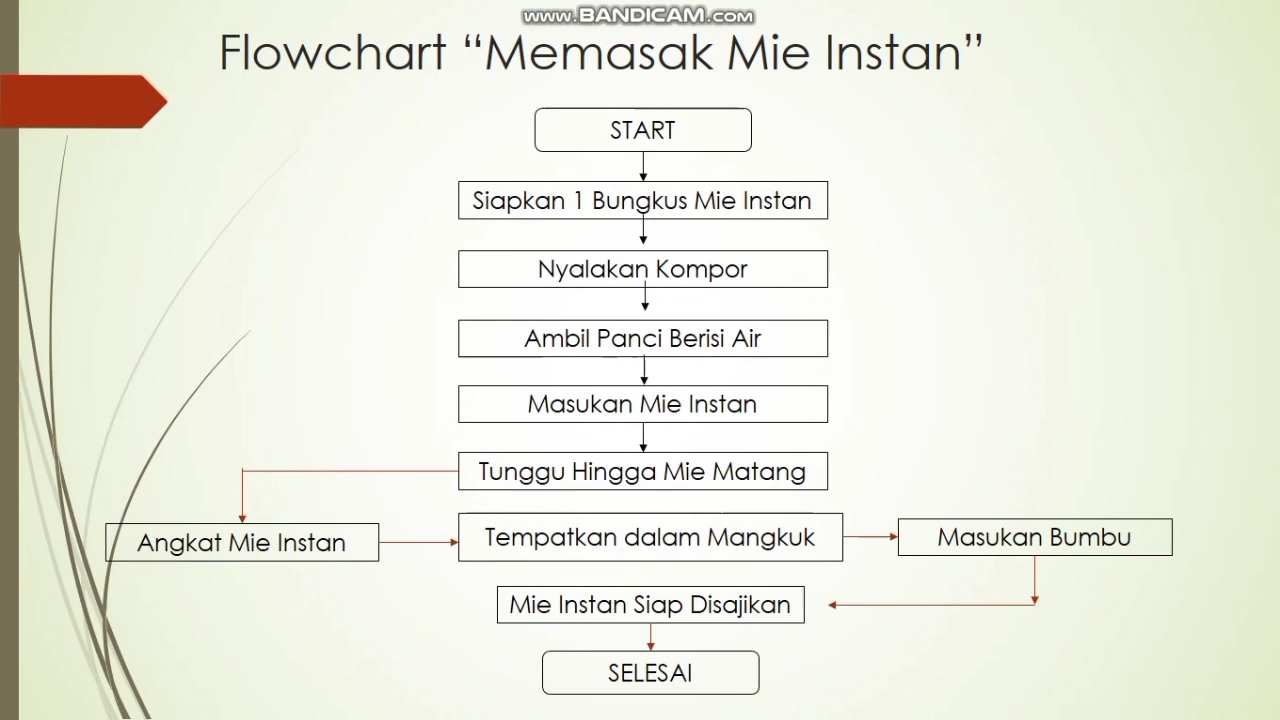 www.BANDICAM.com
Flowchart “Memasak Mie Instan”
START
Siapkan 1 Bungkus Mie Instan
Nyalakan Kompor
Ambil Panci Berisi Air
Masukan Mie Instan
Tunggu Hingga Mie Matang
Angkat Mie Instan
Tempatkan dalam Mangkuk
Masukan Bumbu
Mie Instan Siap Disajikan
SELESAI